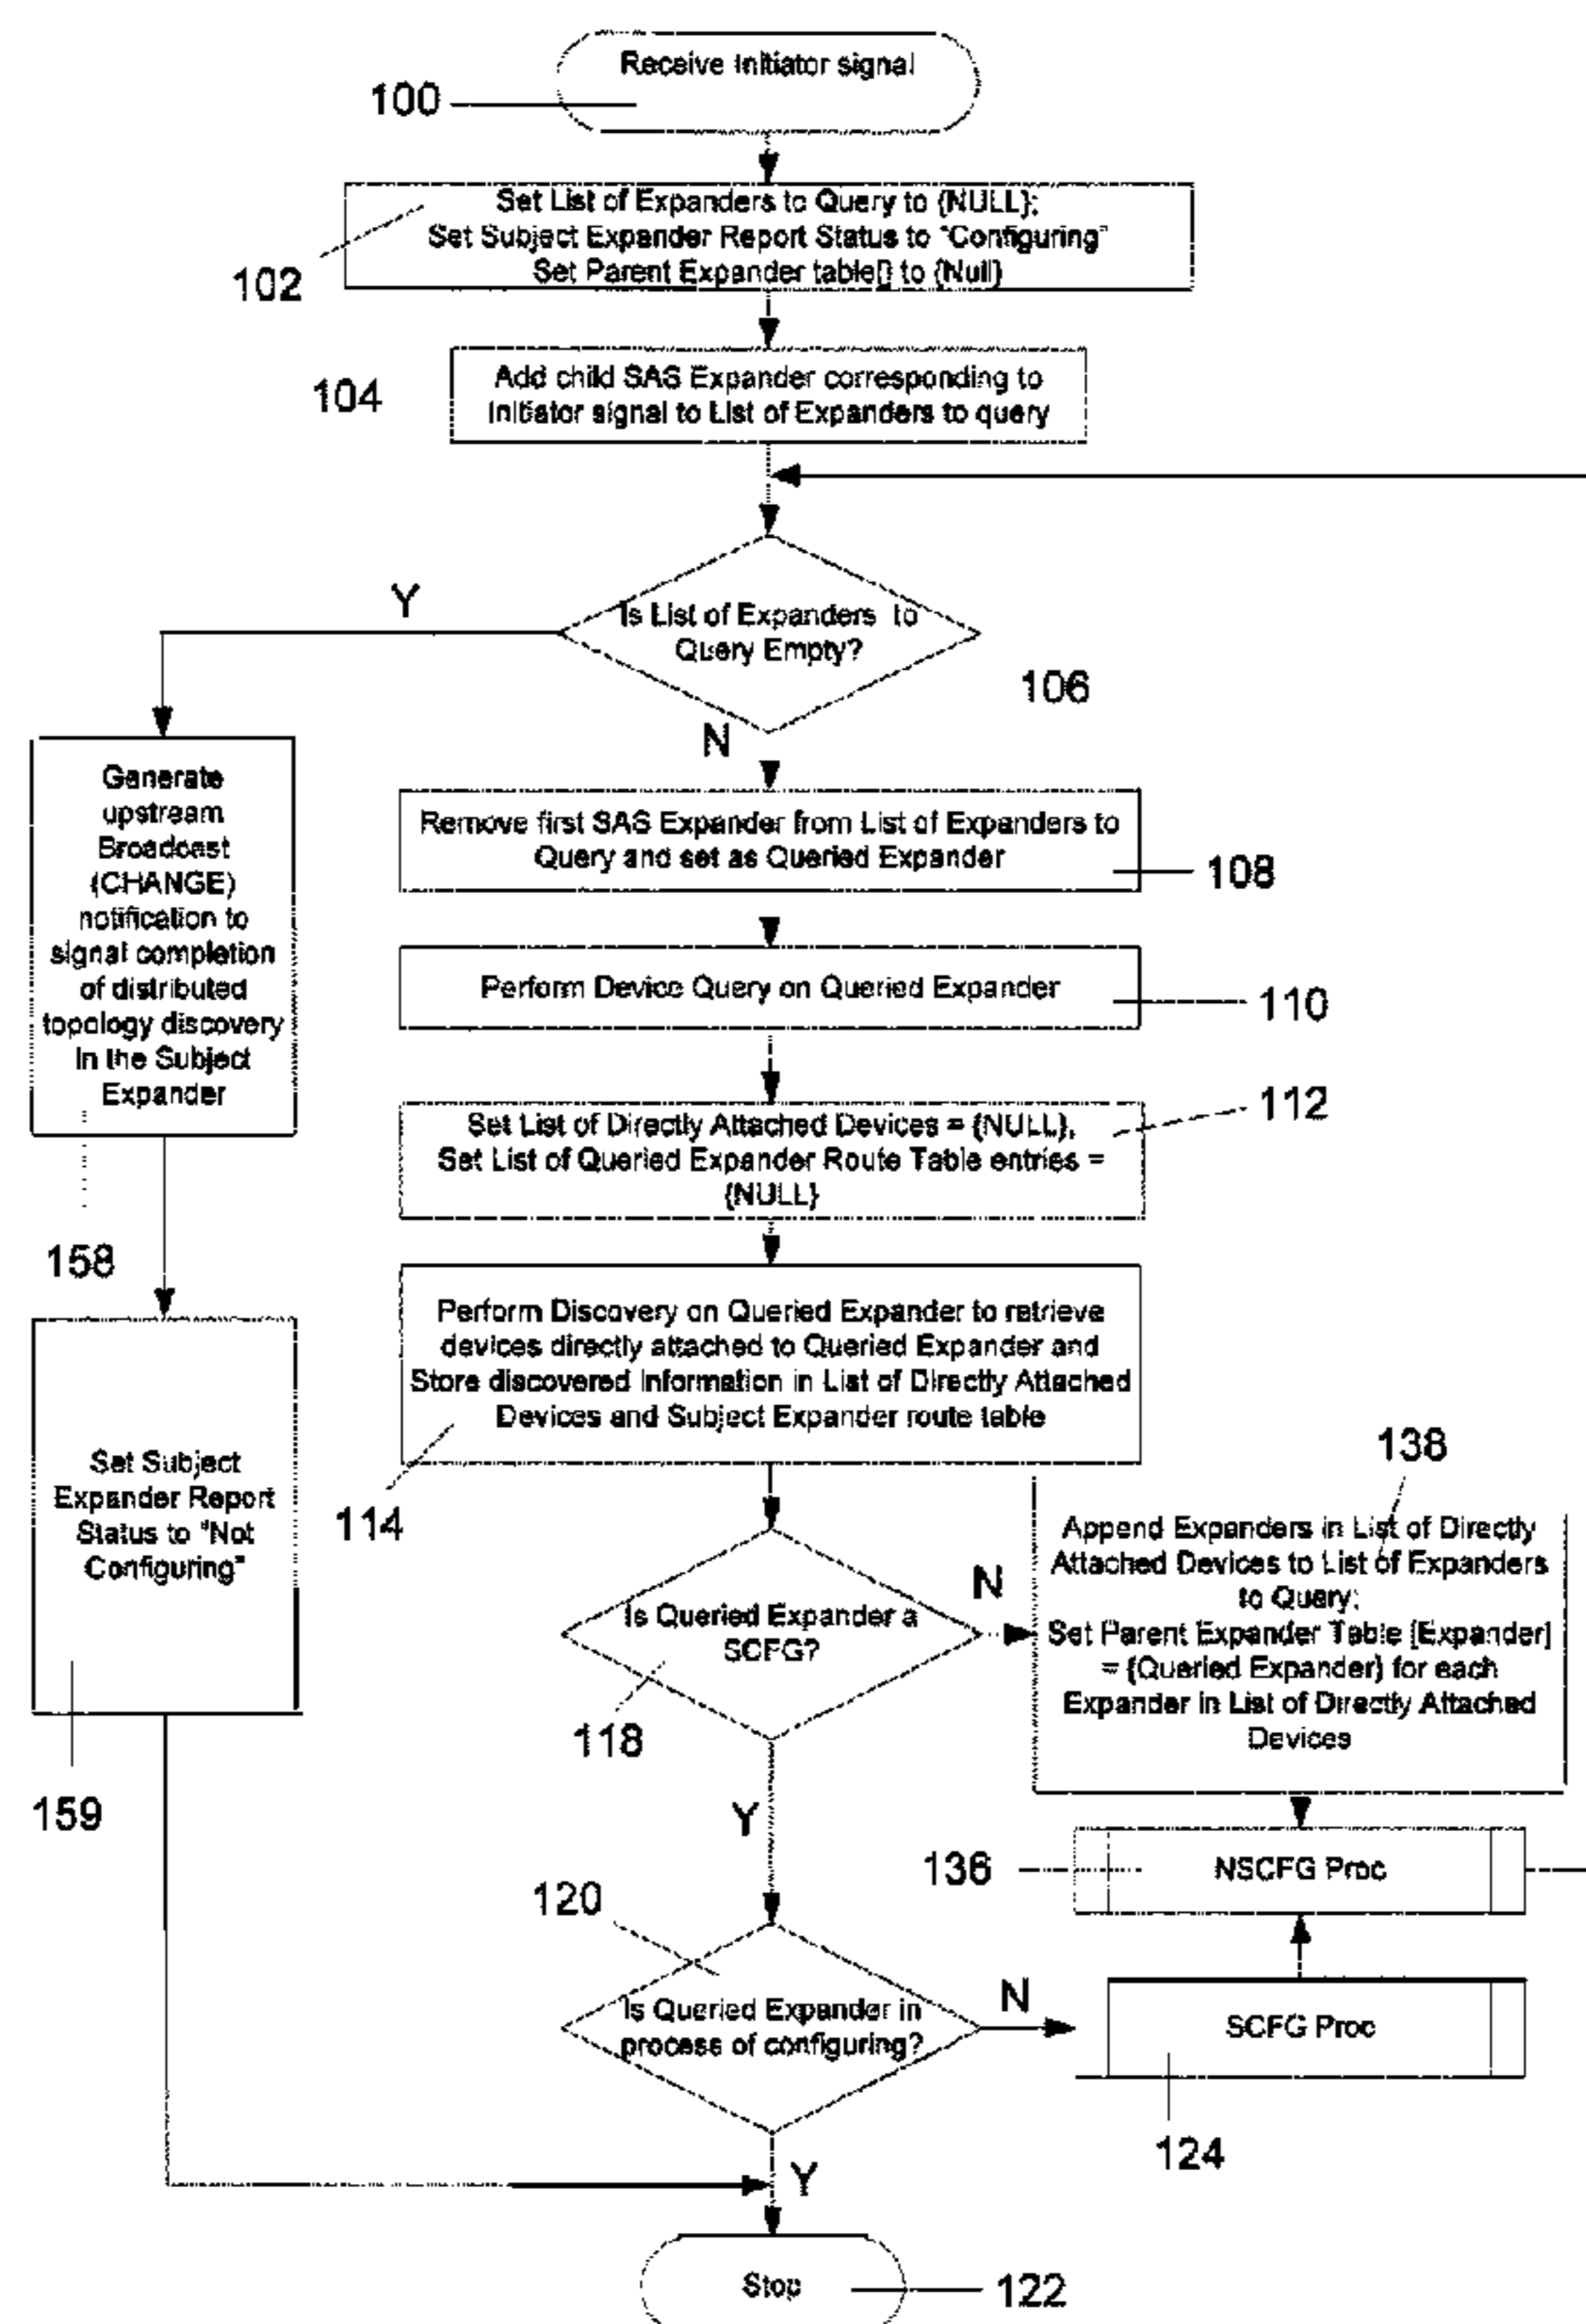 Receive Initiator signal
100
Set List of Expanders to Query to {NULL};
Set Subject Expander Report Status to "Configuring"
Set Parent Expander table[] to {Null}
102
Add child SAS Expander corresponding to
Initiator signal to List of Expanders to query
104
Is List of Expanders to
Query Empty?
106
Y
N
Generate
upstream
Broadcast
(CHANGE)
notification to
signal completion
of distributed
topology discovery
in the Subject
Expander
158
Remove first SAS Expander from List of Expanders to
Query and set as Queried Expander
108
Perform Device Query on Queried Expander
110
Set List of Directly Attached Devices = {NULL},
Set List of Queried Expander Route Table entries =
{NULL}
112
Perform Discovery on Queried Expander to retrieve
devices directly attached to Queried Expander and
Store discovered Information in List of Directly Attached
Devices and Subject Expander route table
114
Set Subject
Expander Report
Status to "Not
Configuring"
159
Is Queried Expander a
SCFG?
118
N
Y
138
Append Expanders in List of Directly
Attached Devices to List of Expanders
to Query;
Set Parent Expander Table [Expander]
= {Queried Expander} for each
Expander in List of Directly Attached
Devices
136
NSCFG Proc
120
Is Queried Expander in
process of configuring?
N
SCFG Proc
124
Y
Stop
122